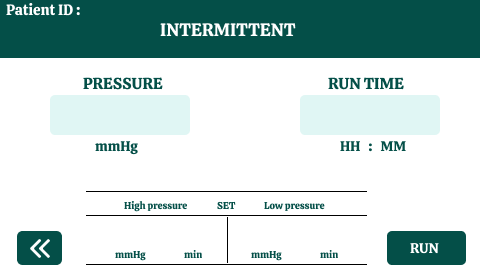 Patient ID :
INTERMITTENT
PRESSURE RUN TIME
mmHg HH : MM
High pressure SET Low pressure
mmHg min mmHg min
RUN